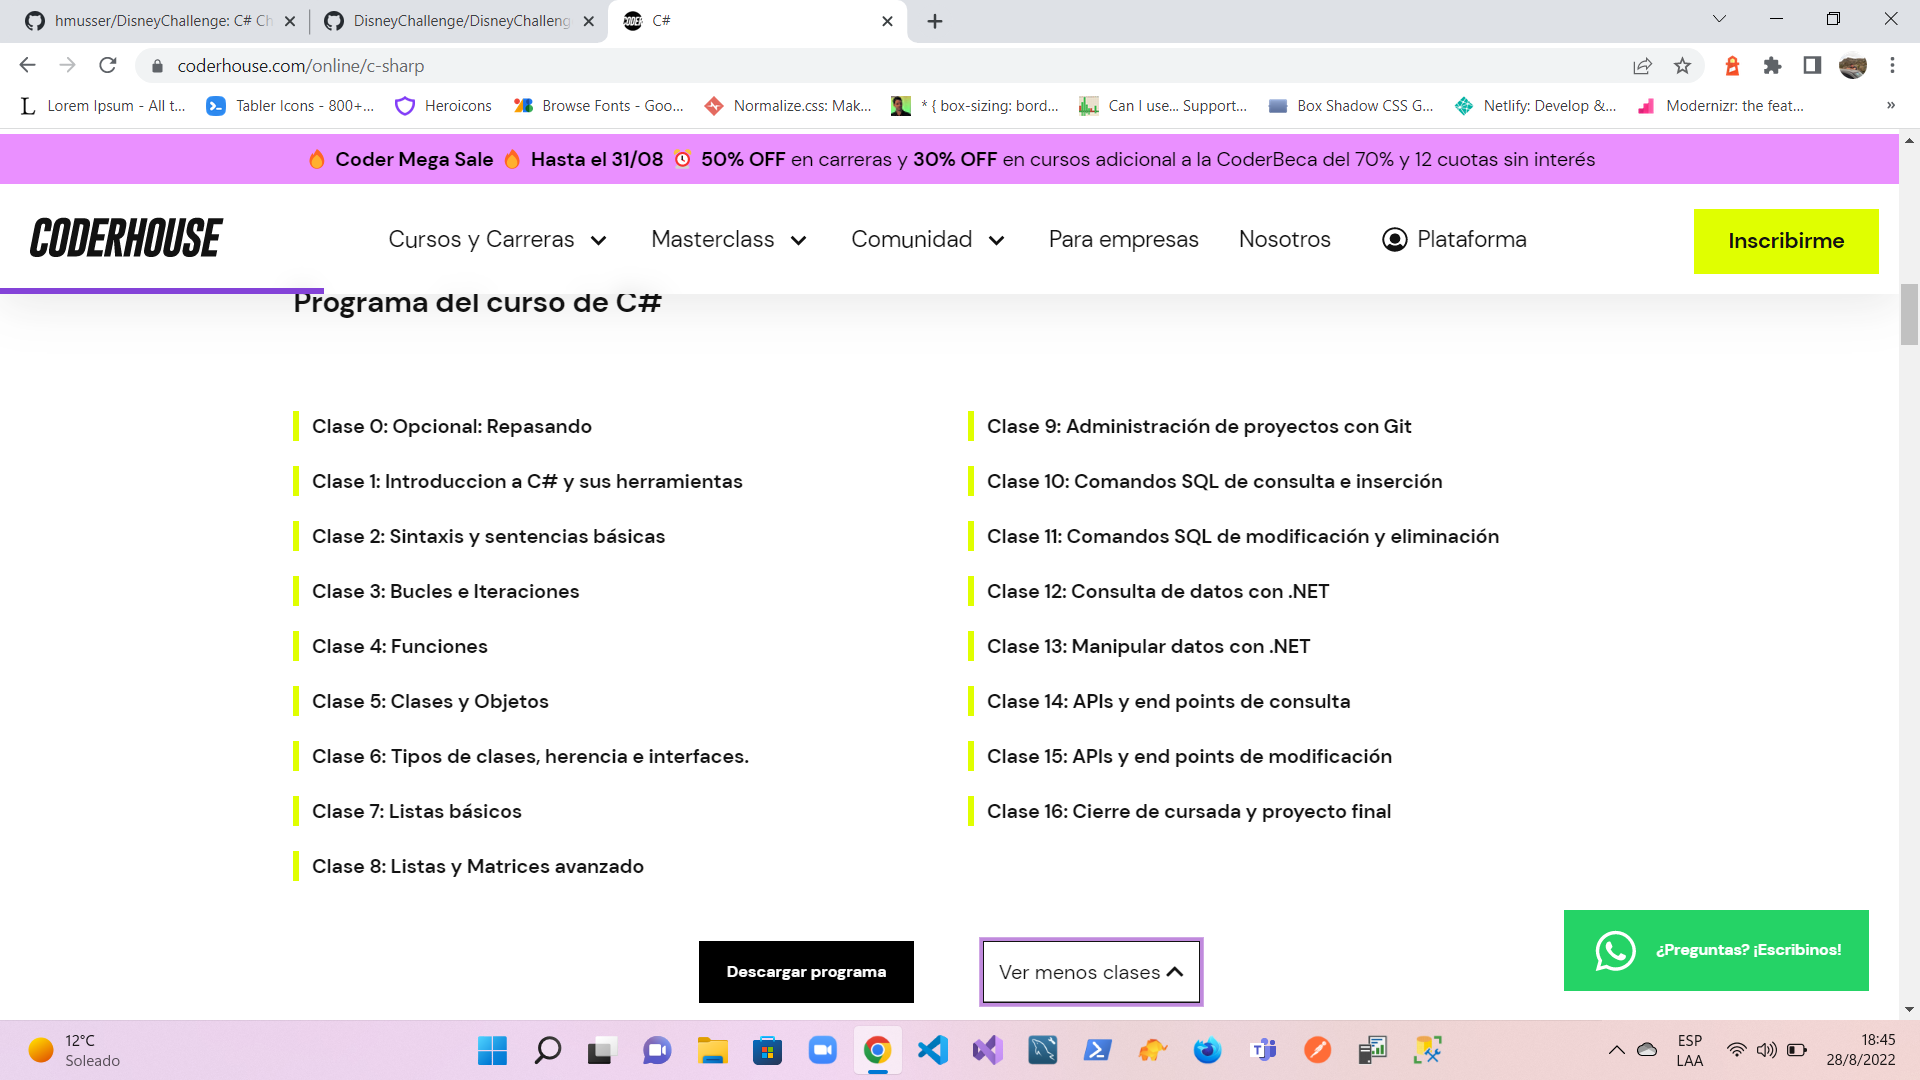 hmusser/DisneyChallenge: C# Ch
DisneyChallenge/DisneyChalleng
C#
coderhouse.com/online/c-sharp
Lorem Ipsum - All t...
Tabler Icons - 800+...
Heroicons
Browse Fonts - Goo...
Normalize.css: Mak...
* { box-sizing: bord...
Can I use... Support...
Box Shadow CSS G...
Netlify: Develop &...
Modernizr: the feat...
»
Coder Mega Sale Hasta el 31/08 50% OFF en carreras y 30% OFF en cursos adicional a la CoderBeca del 70% y 12 cuotas sin interés
CODERHOUSE
Cursos y Carreras
Masterclass
Comunidad
Para empresas
Nosotros
Plataforma
Inscribirme
Programa del curso de C#
Clase 0: Opcional: Repasando
Clase 1: Introduccion a C# y sus herramientas
Clase 2: Sintaxis y sentencias básicas
Clase 3: Bucles e Iteraciones
Clase 4: Funciones
Clase 5: Clases y Objetos
Clase 6: Tipos de clases, herencia e interfaces.
Clase 7: Listas básicos
Clase 8: Listas y Matrices avanzado
Clase 9: Administración de proyectos con Git
Clase 10: Comandos SQL de consulta e inserción
Clase 11: Comandos SQL de modificación y eliminación
Clase 12: Consulta de datos con .NET
Clase 13: Manipular datos con .NET
Clase 14: APIs y end points de consulta
Clase 15: APIs y end points de modificación
Clase 16: Cierre de cursada y proyecto final
Descargar programa
Ver menos clases
¿Preguntas? ¡Escribinos!
12°C
Soleado
ESP
LAA
18:45
28/8/2022